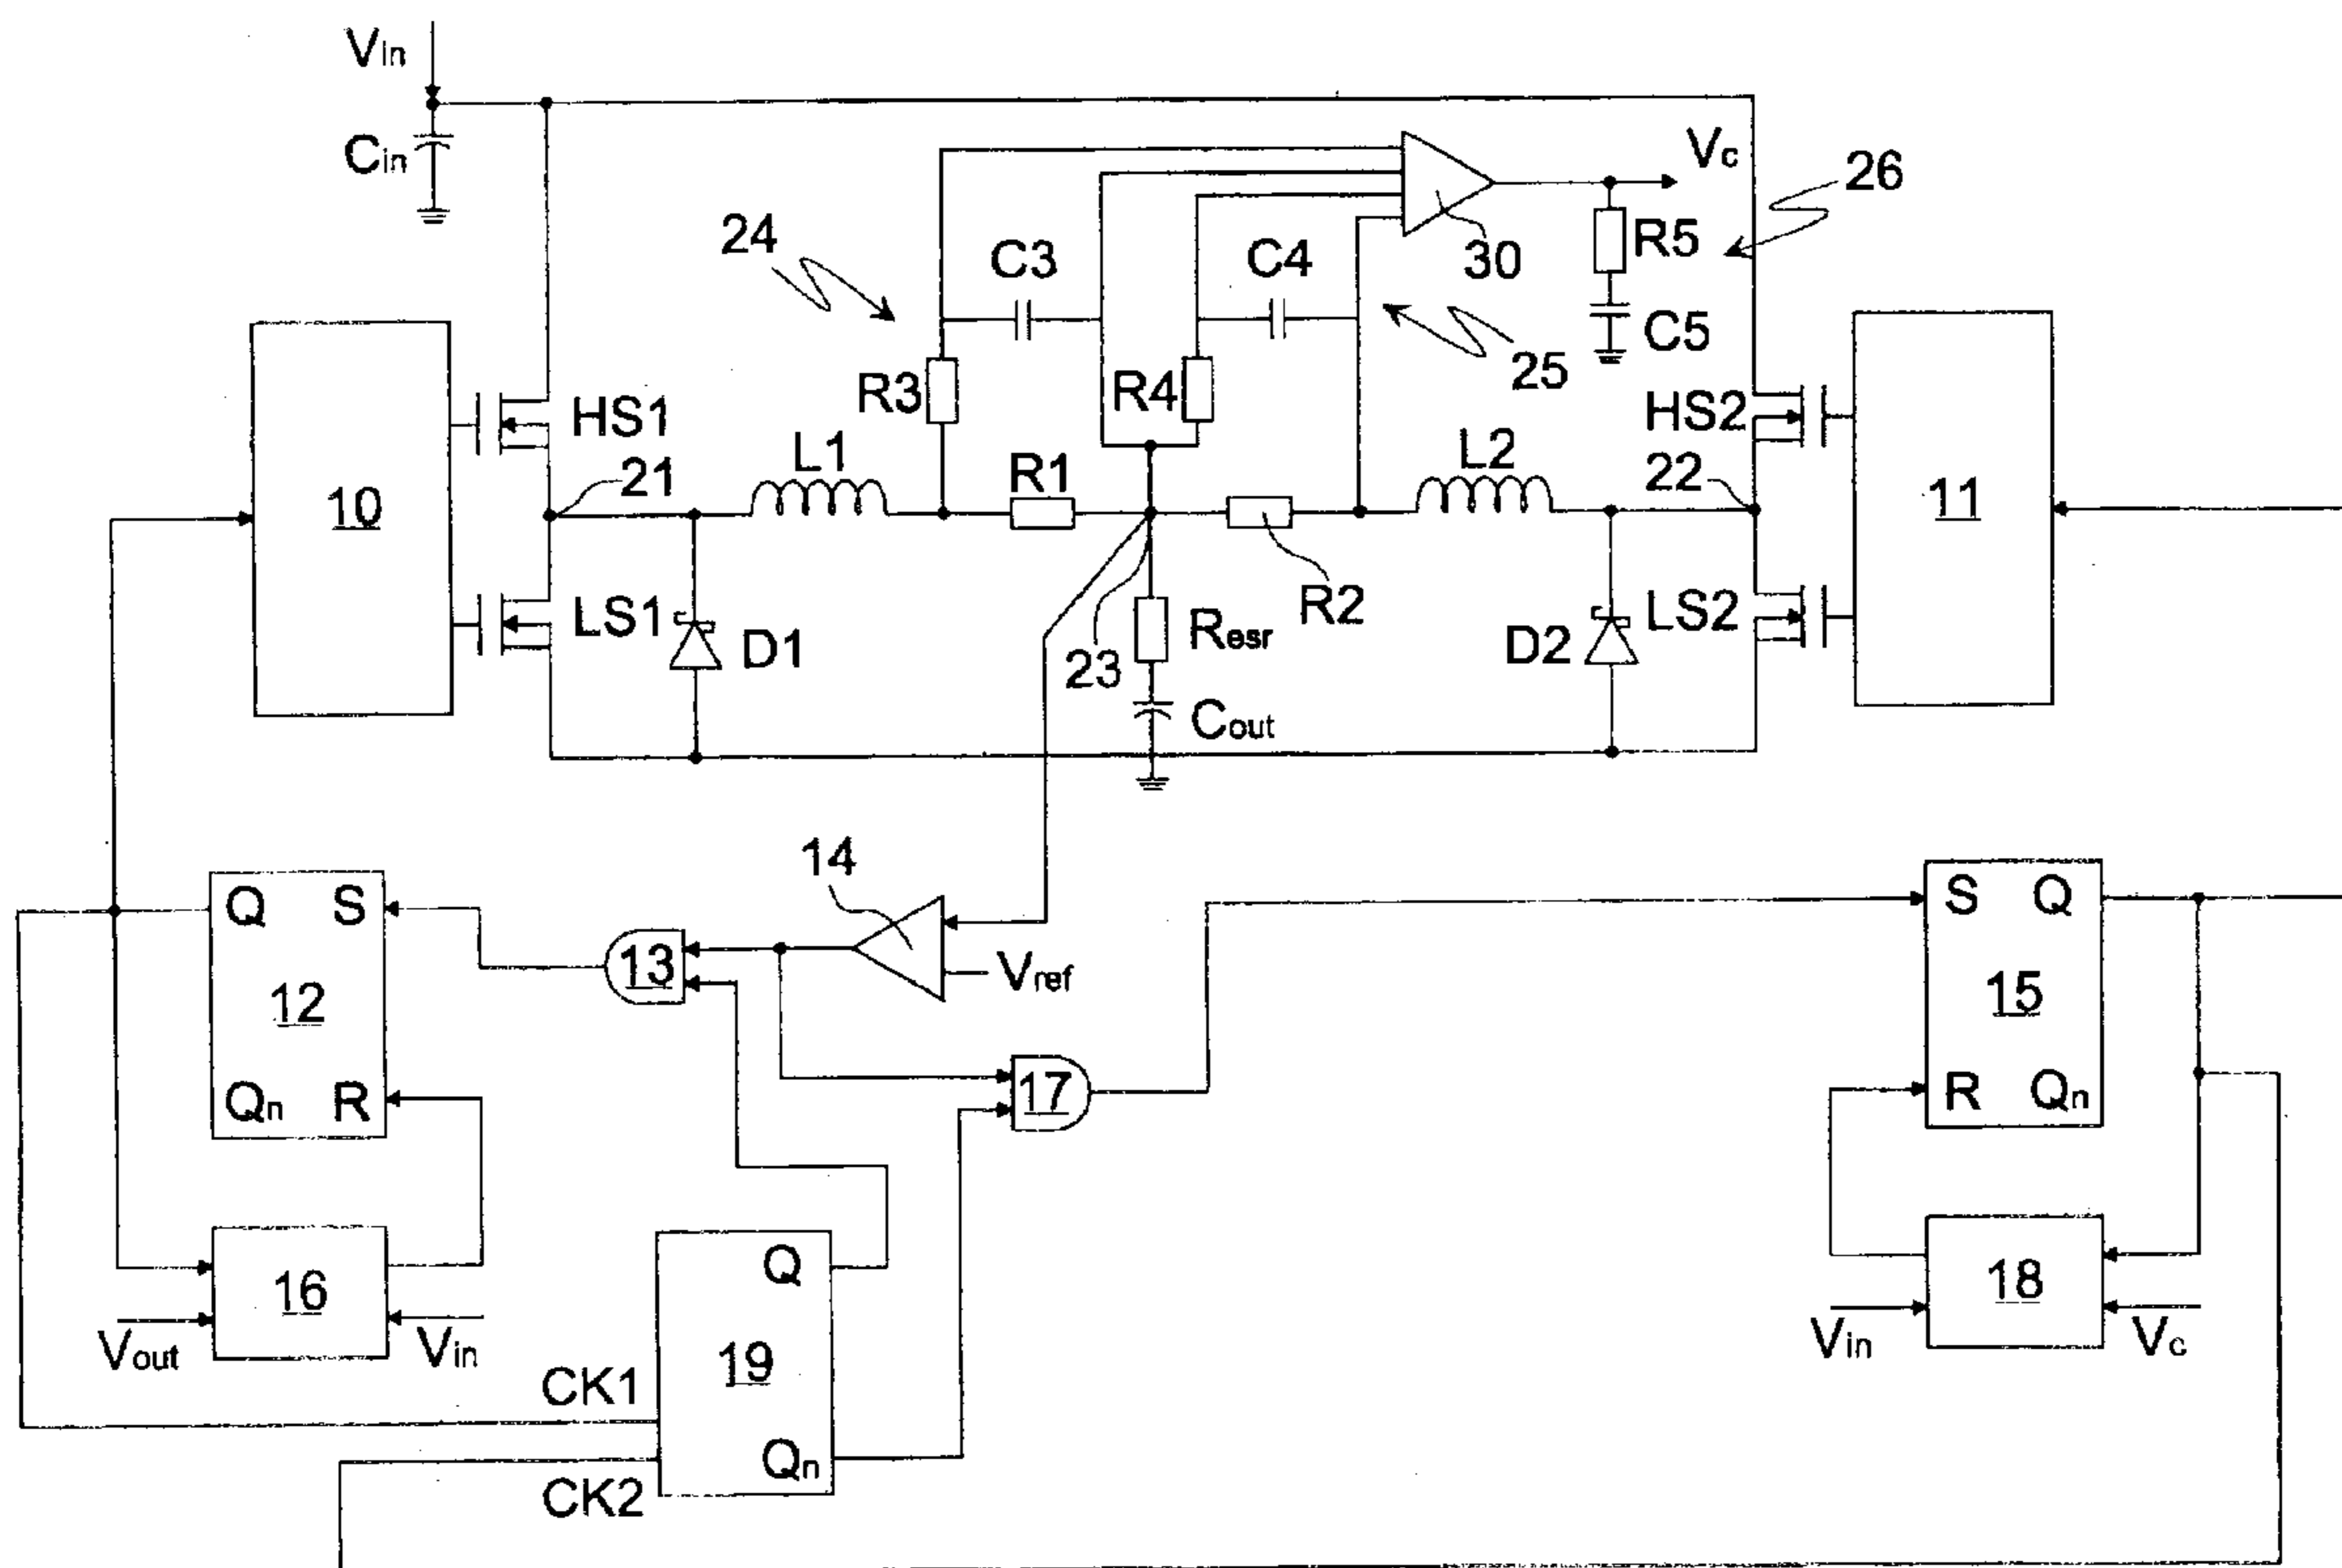 Vin
Cin
24
C3
C4
30
Vc
26
R5
C5
25
R3
R4
HS1
HS2
10
11
21
L1
R1
L2
22
LS1
D1
23
Resr
R2
D2
LS2
Cout
14
Q S
12
Qn R
13
Vref
17
S Q
15
R Qn
16
Vout
Vin
Q
19
Qn
CK1
CK2
18
Vin
Vc